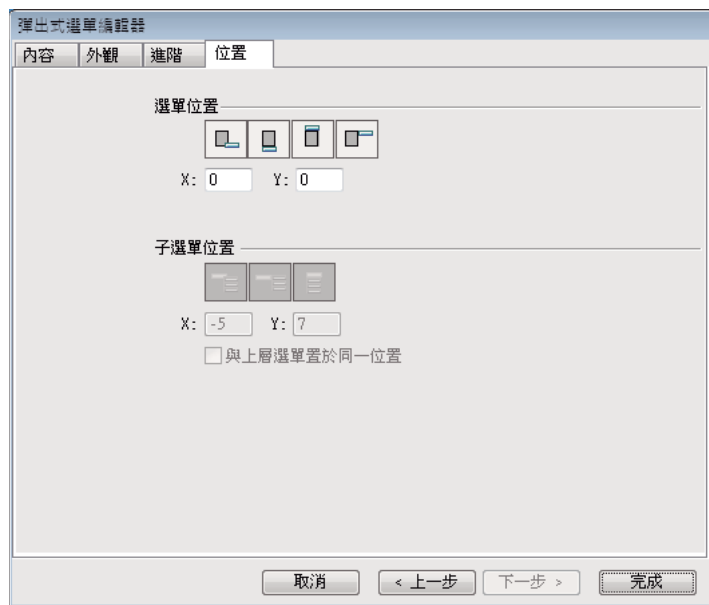 彈出式選單編輯器
內容 外觀 進階 位置
選單位置
X: 0 Y: 0
子選單位置
X: -5 Y: 7
與上層選單置於同一位置
取消 < 上一步 下一步 > 完成